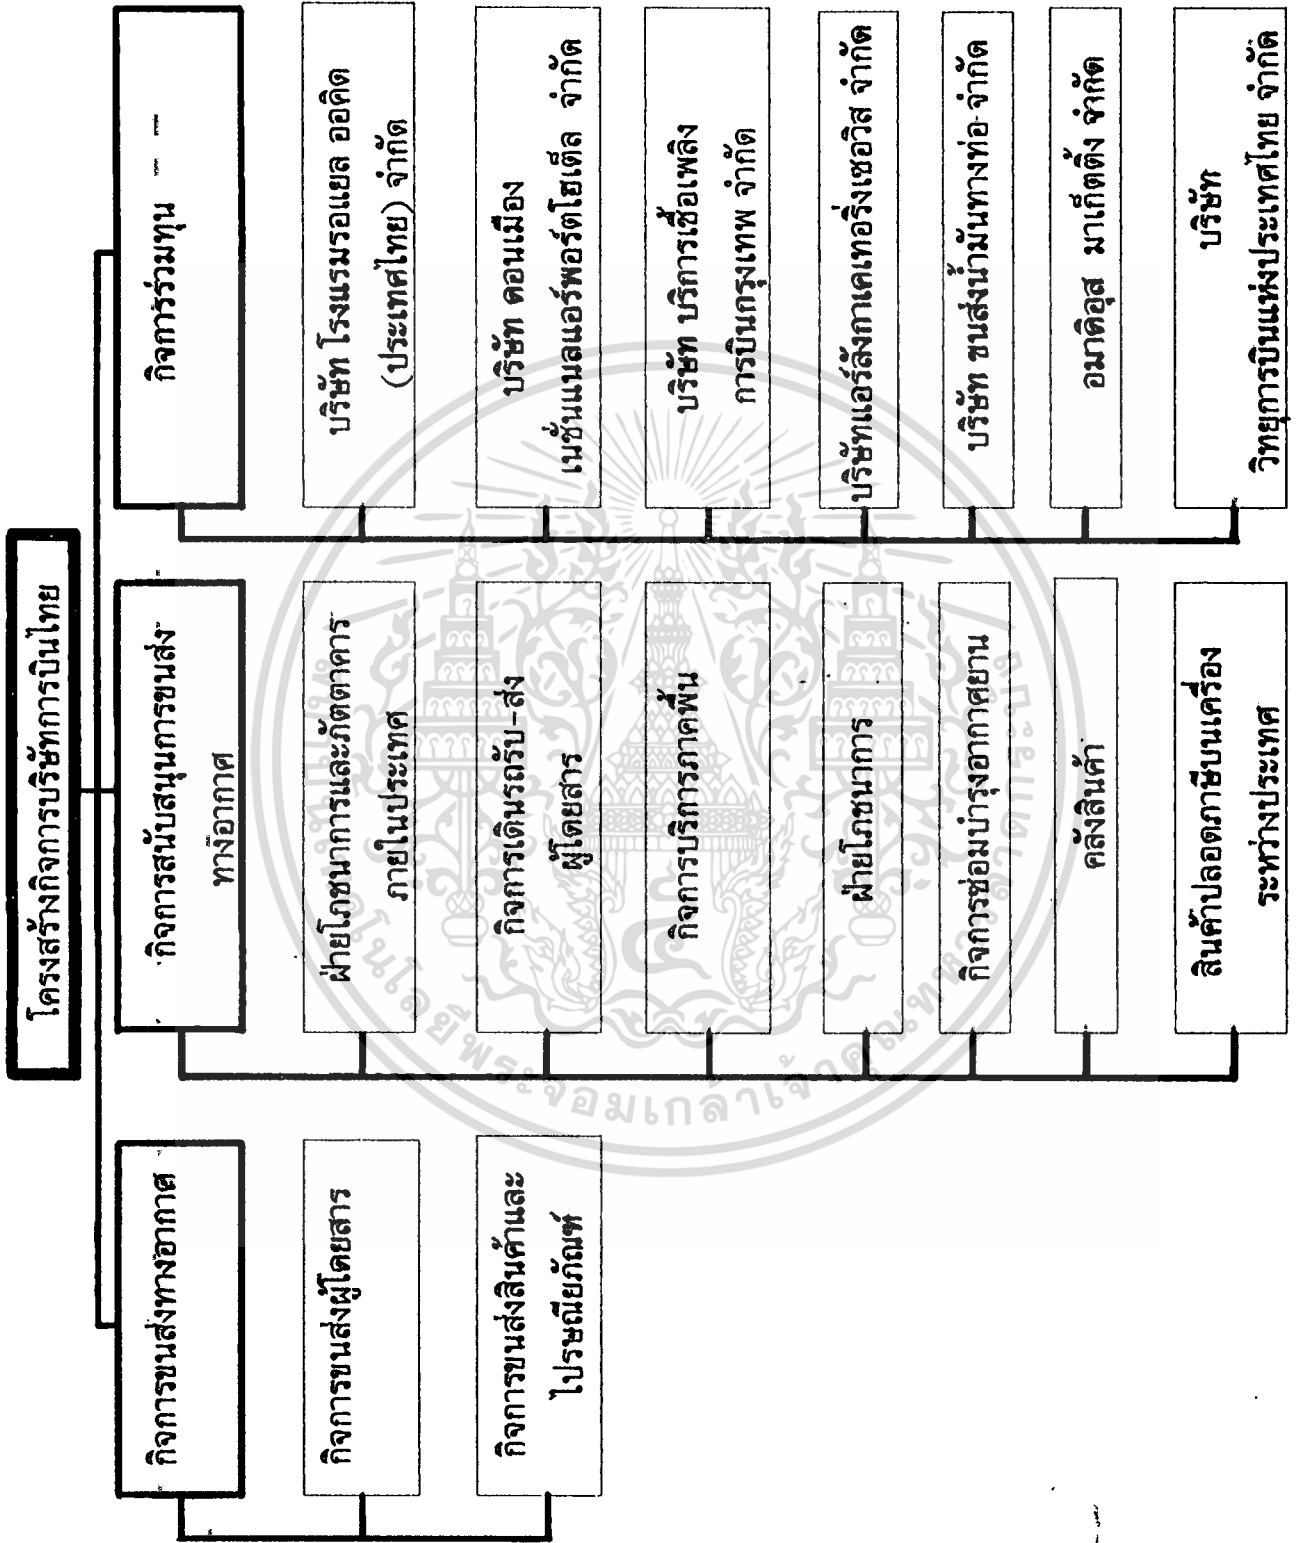 โครงสร้างกิจการบริษัทการบินไทย
กิจการขนส่งทางอากาศ
กิจการขนส่งผู้โดยสาร
กิจการขนส่งสินค้าและ
ไปรษณียภัณฑ์
กิจการสนับสนุนการขนส่ง
ทางอากาศ
ฝ่ายโภชนาการและภัตตาคาร
ภายในประเทศ
กิจการเดินรถรับ-ส่ง
ผู้โดยสาร
กิจการบริการภาคพื้น
ฝ่ายโภชนาการ
กิจการซ่อมบำรุงอากาศยาน
คลังสินค้า
สินค้าปลอดภาษีบนเครื่อง
ระหว่างประเทศ
กิจการร่วมทุน
บริษัท โรงแรมรอแยล ออคิด
(ประเทศไทย) จำกัด
บริษัท ดอนเมือง
เนชั่นแนลแอร์พอร์ตโฮเต็ล จำกัด
บริษัท บริการเชื้อเพลิง
การบินกรุงเทพ จำกัด
บริษัทแอร์ลังกาเคเทอริ่งเซอวิส จำกัด
บริษัท ขนส่งน้ำมันทางท่อ จำกัด
อมาดิอุส มาเก็ตติ้ง จำกัด
บริษัท
วิทยุการบินแห่งประเทศไทย จำกัด